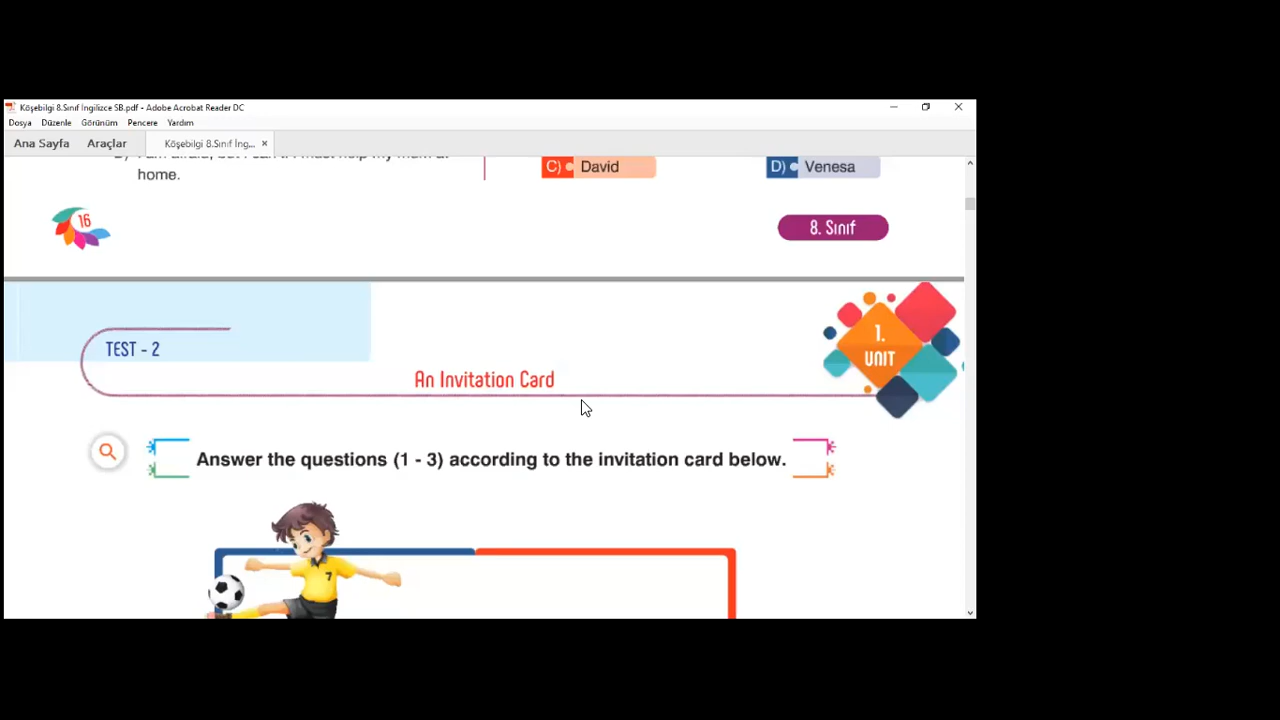 Köşebilgi 8.Sınıf İngilizce SB.pdf - Adobe Acrobat Reader DC
Dosya Düzenle Görünüm Pencere Yardım
Ana Sayfa Araçlar Köşebilgi 8.Sınıf İng... ×
home.
C) David D) Venesa
16
8. Sınıf
1.
UNIT
TEST - 2
An Invitation Card
Answer the questions (1 - 3) according to the invitation card below.
7